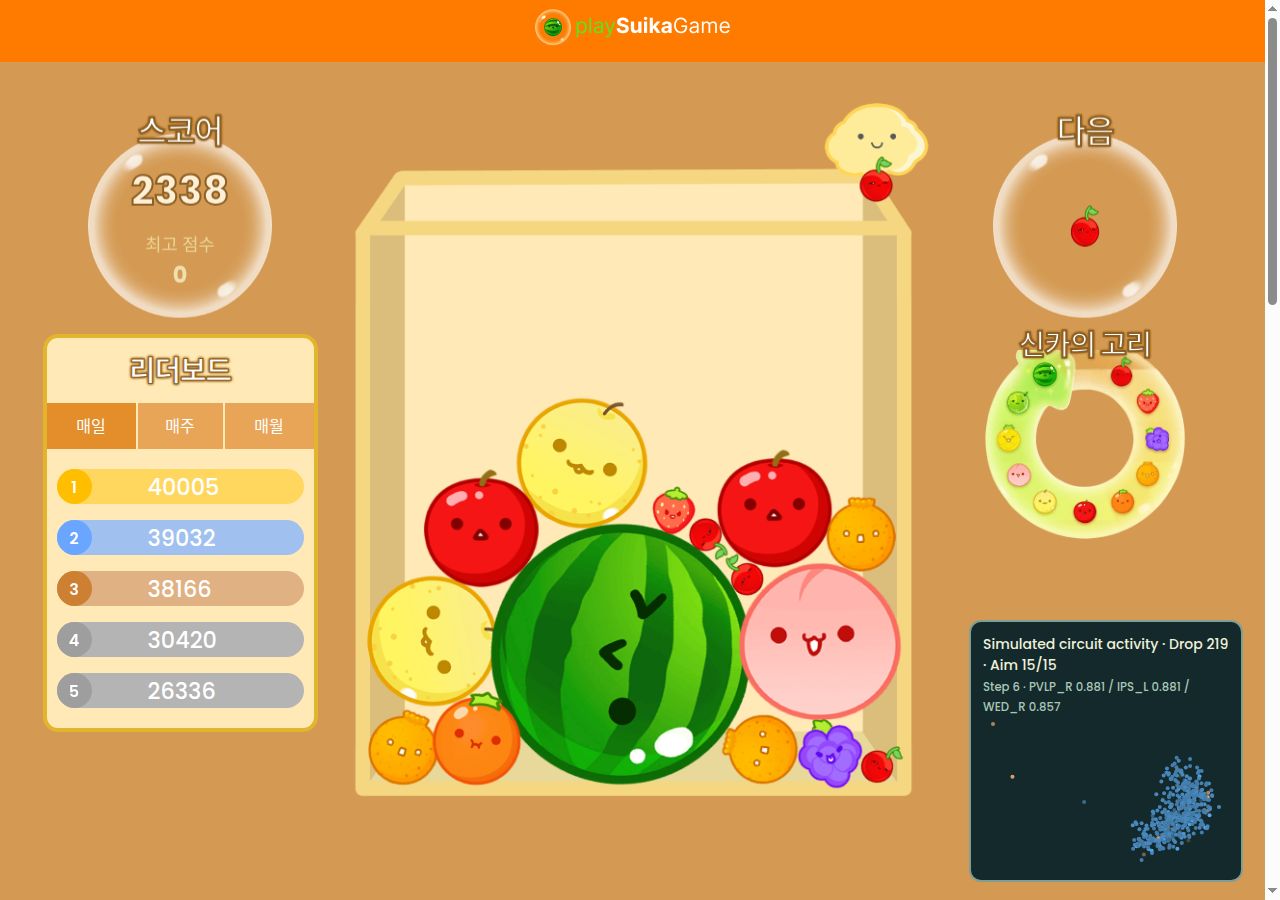 playSuikaGame
스코어
2338
최고 점수
0
리더보드
매일 매주 매월
1 40005
2 39032
3 38166
4 30420
5 26336
다음
신카의 고리
Simulated circuit activity · Drop 219
· Aim 15/15
Step 6 · PVLP_R 0.881 / IPS_L 0.881 /
WED_R 0.857